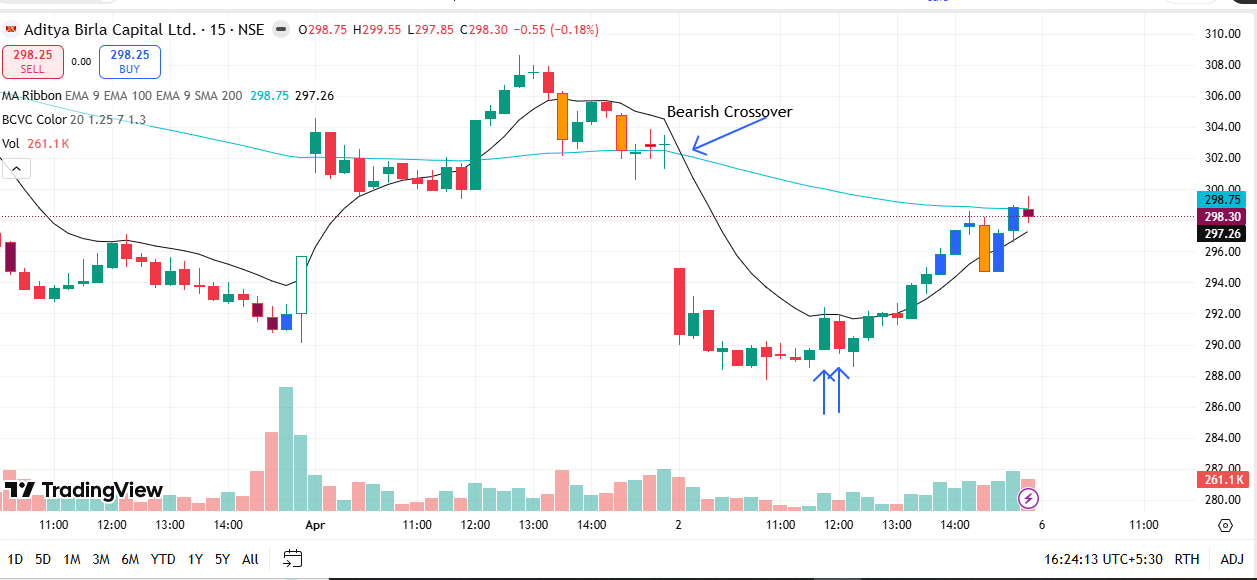 Aditya Birla Capital Ltd. · 15 · NSE O298.75 H299.55 L297.85 C298.30 −0.55 (−0.18%)
298.25 0.00 298.25
SELL BUY
MA Ribbon EMA 9 EMA 100 EMA 9 SMA 200 298.75 297.26
BCVC Color 20 1.25 7 1.3
Vol 261.1 K
Bearish Crossover
310.00
308.00
306.00
304.00
302.00
300.00
298.75
298.30
297.26
296.00
294.00
292.00
290.00
288.00
286.00
284.00
282.00
261.1 K
280.00
TradingView
11:00 12:00 13:00 14:00 Apr 11:00 12:00 13:00 14:00 2 11:00 12:00 13:00 14:00 6 11:00
1D 5D 1M 3M 6M YTD 1Y 5Y All 16:24:13 UTC+5:30 RTH ADJ